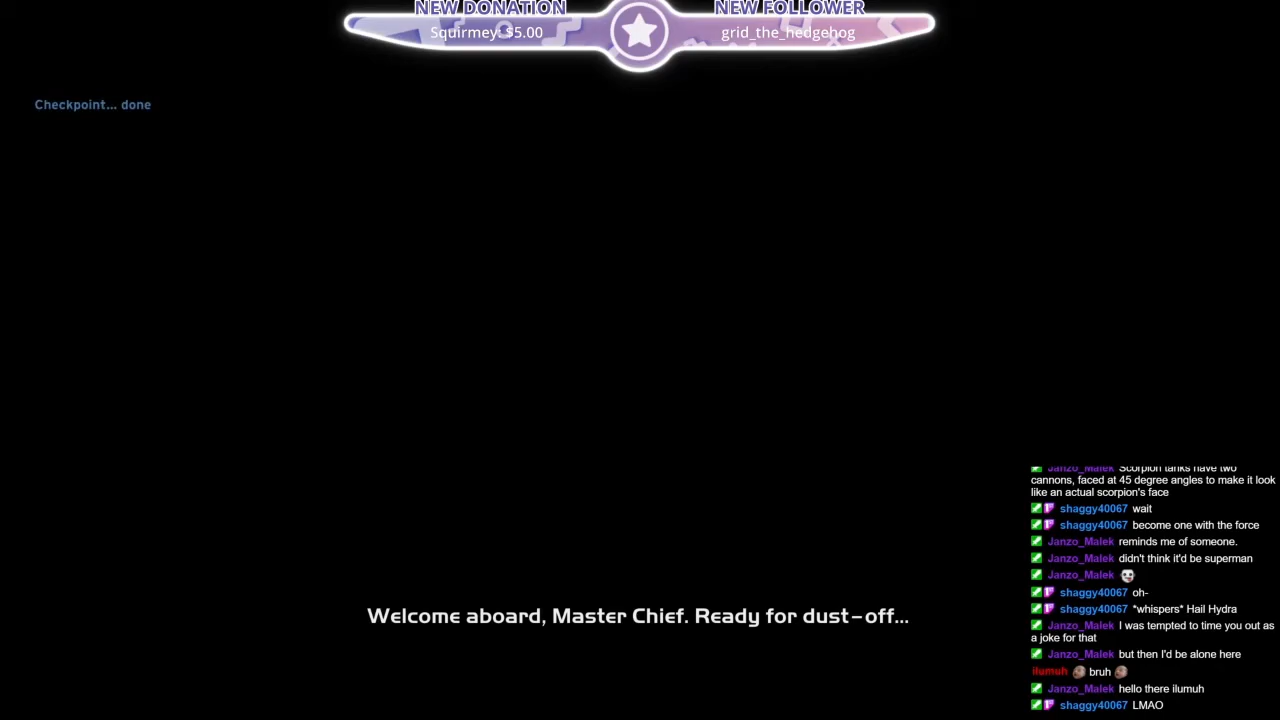 NEW DONATION
NEW FOLLOWER
Squirmey: $5.00
grid_the_hedgehog
Checkpoint... done
Welcome aboard, Master Chief. Ready for dust-off...
Janzo_Malek Scorpion tanks have two
cannons, faced at 45 degree angles to make it look
like an actual scorpion's face
shaggy40067 wait
shaggy40067 become one with the force
Janzo_Malek reminds me of someone.
Janzo_Malek didn't think it'd be superman
Janzo_Malek
shaggy40067 oh-
shaggy40067 *whispers* Hail Hydra
Janzo_Malek I was tempted to time you out as
a joke for that
Janzo_Malek but then I'd be alone here
ilumuh bruh
Janzo_Malek hello there ilumuh
shaggy40067 LMAO